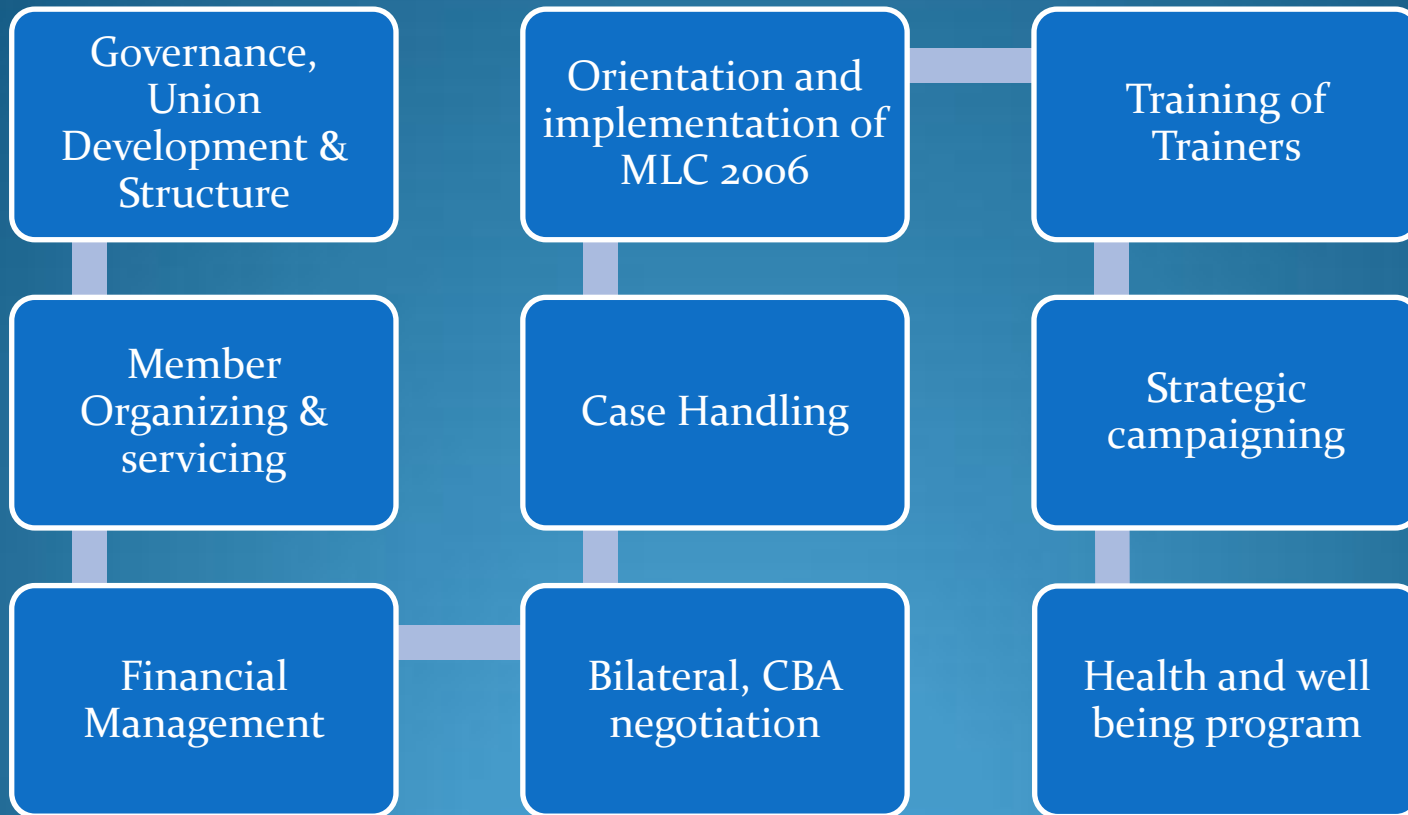 Governance,
Union
Development &
Structure
Member
Organizing &
servicing
Financial
Management
Bilateral, CBA
negotiation
Case Handling
Orientation and
implementation of
MLC 2006
Training of
Trainers
Strategic
campaigning
Health and well
being program